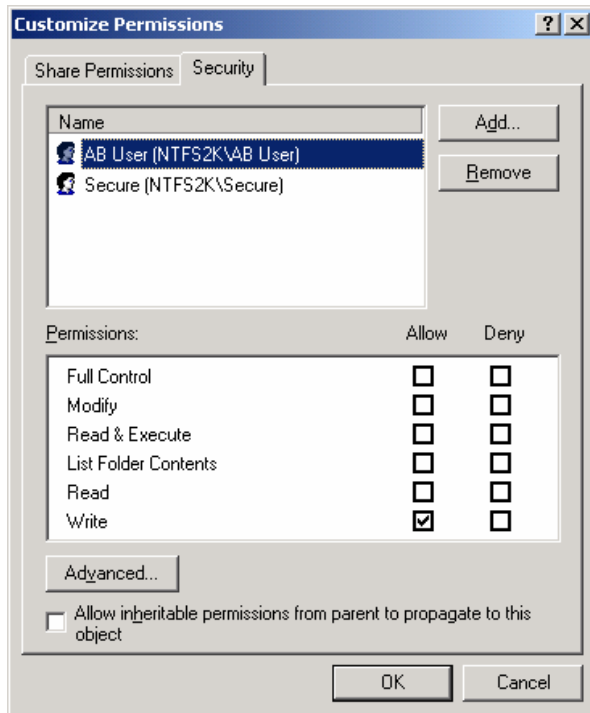 Customize Permissions
Share Permissions Security
Name
Add...
AB User (NTFS2K\AB User)
Remove
Secure (NTFS2K\Secure)
Permissions: Allow Deny
Full Control
Modify
Read & Execute
List Folder Contents
Read
Write
Advanced...
Allow inheritable permissions from parent to propagate to this
object
OK Cancel